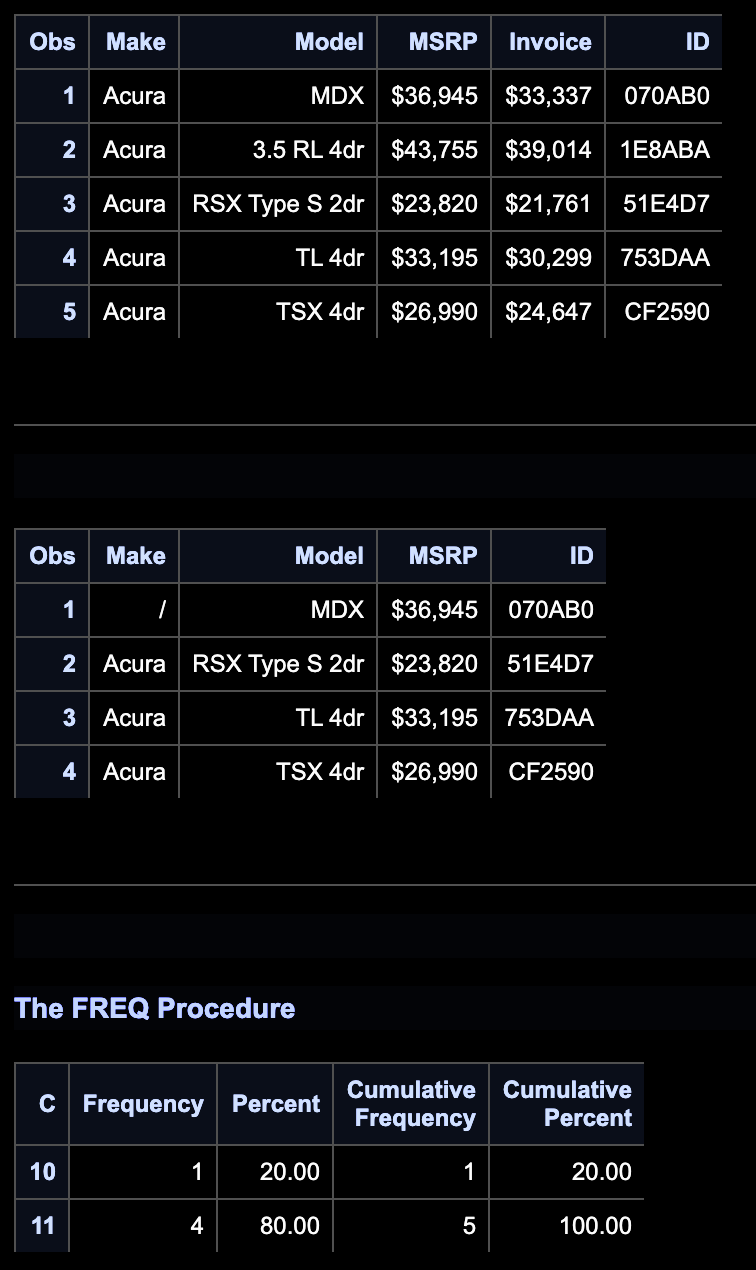 Obs Make Model MSRP Invoice ID
1 Acura MDX $36,945 $33,337 070AB0
2 Acura 3.5 RL 4dr $43,755 $39,014 1E8ABA
3 Acura RSX Type S 2dr $23,820 $21,761 51E4D7
4 Acura TL 4dr $33,195 $30,299 753DAA
5 Acura TSX 4dr $26,990 $24,647 CF2590
Obs Make Model MSRP ID
1 / MDX $36,945 070AB0
2 Acura RSX Type S 2dr $23,820 51E4D7
3 Acura TL 4dr $33,195 753DAA
4 Acura TSX 4dr $26,990 CF2590
The FREQ Procedure
C Frequency Percent Cumulative Frequency Cumulative Percent
10 1 20.00 1 20.00
11 4 80.00 5 100.00